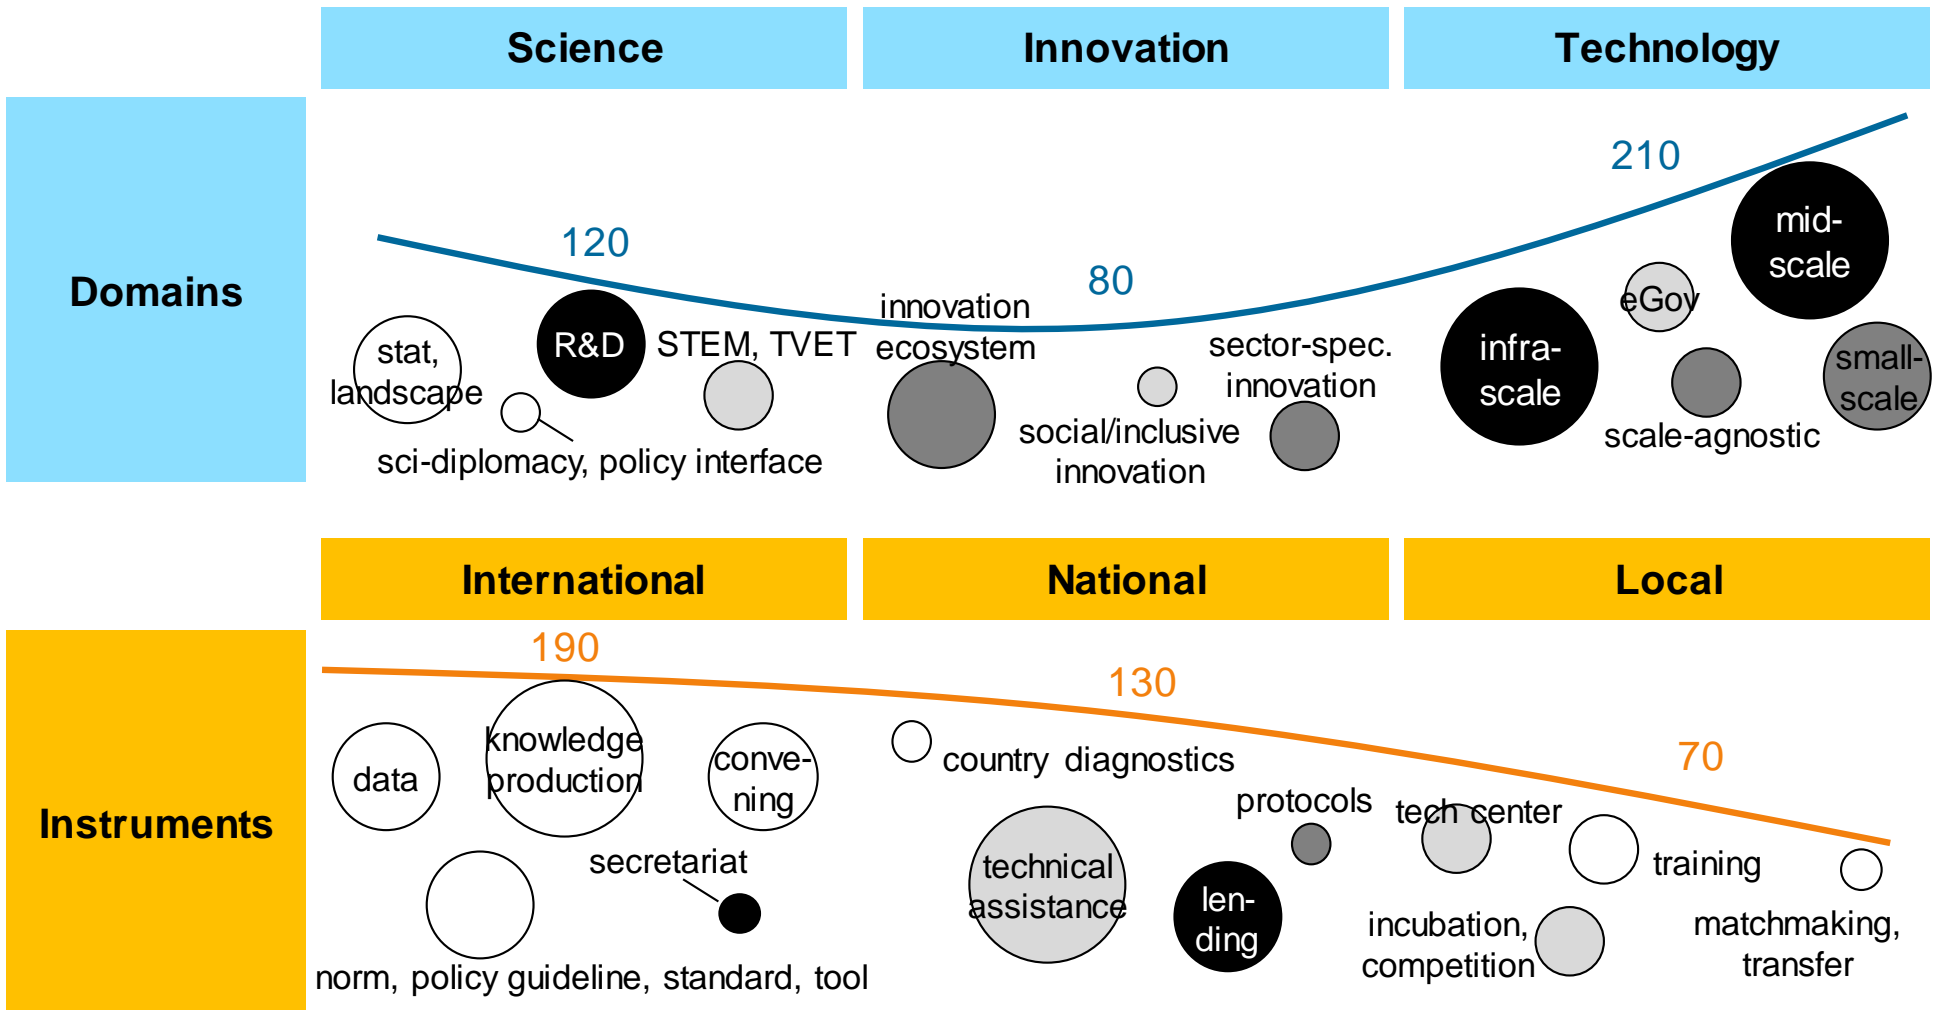 Science
Innovation
Technology
Domains
120
80
210
stat,
landscape
R&D
STEM, TVET
sci-diplomacy, policy interface
innovation
ecosystem
social/inclusive
innovation
sector-spec.
innovation
infra-
scale
eGov
mid-
scale
scale-agnostic
small-
scale
International
National
Local
Instruments
190
130
70
data
knowledge
production
conve-
ning
secretariat
norm, policy guideline, standard, tool
country diagnostics
technical
assistance
len-
ding
protocols
tech center
training
incubation,
competition
matchmaking,
transfer